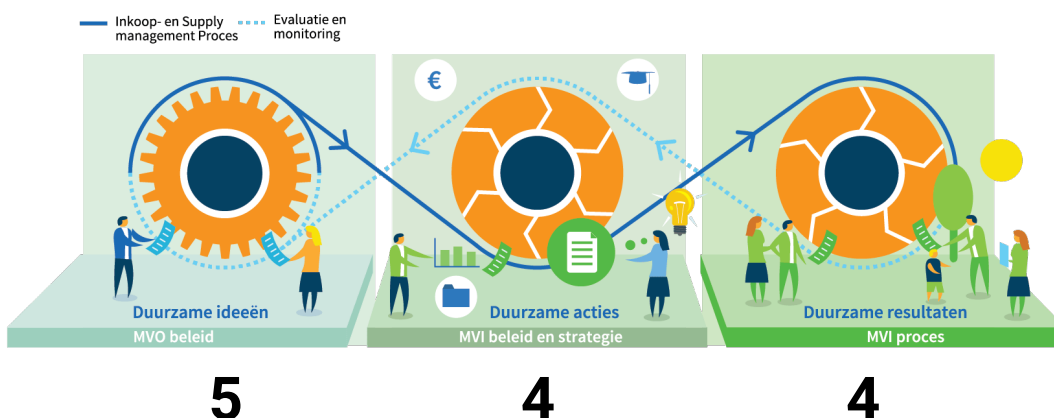 Inkoop- en Supply
management Proces
Evaluatie en
monitoring
€
Duurzame ideeën
Duurzame acties
Duurzame resultaten
MVO beleid
MVI beleid en strategie
MVI proces
5
4
4